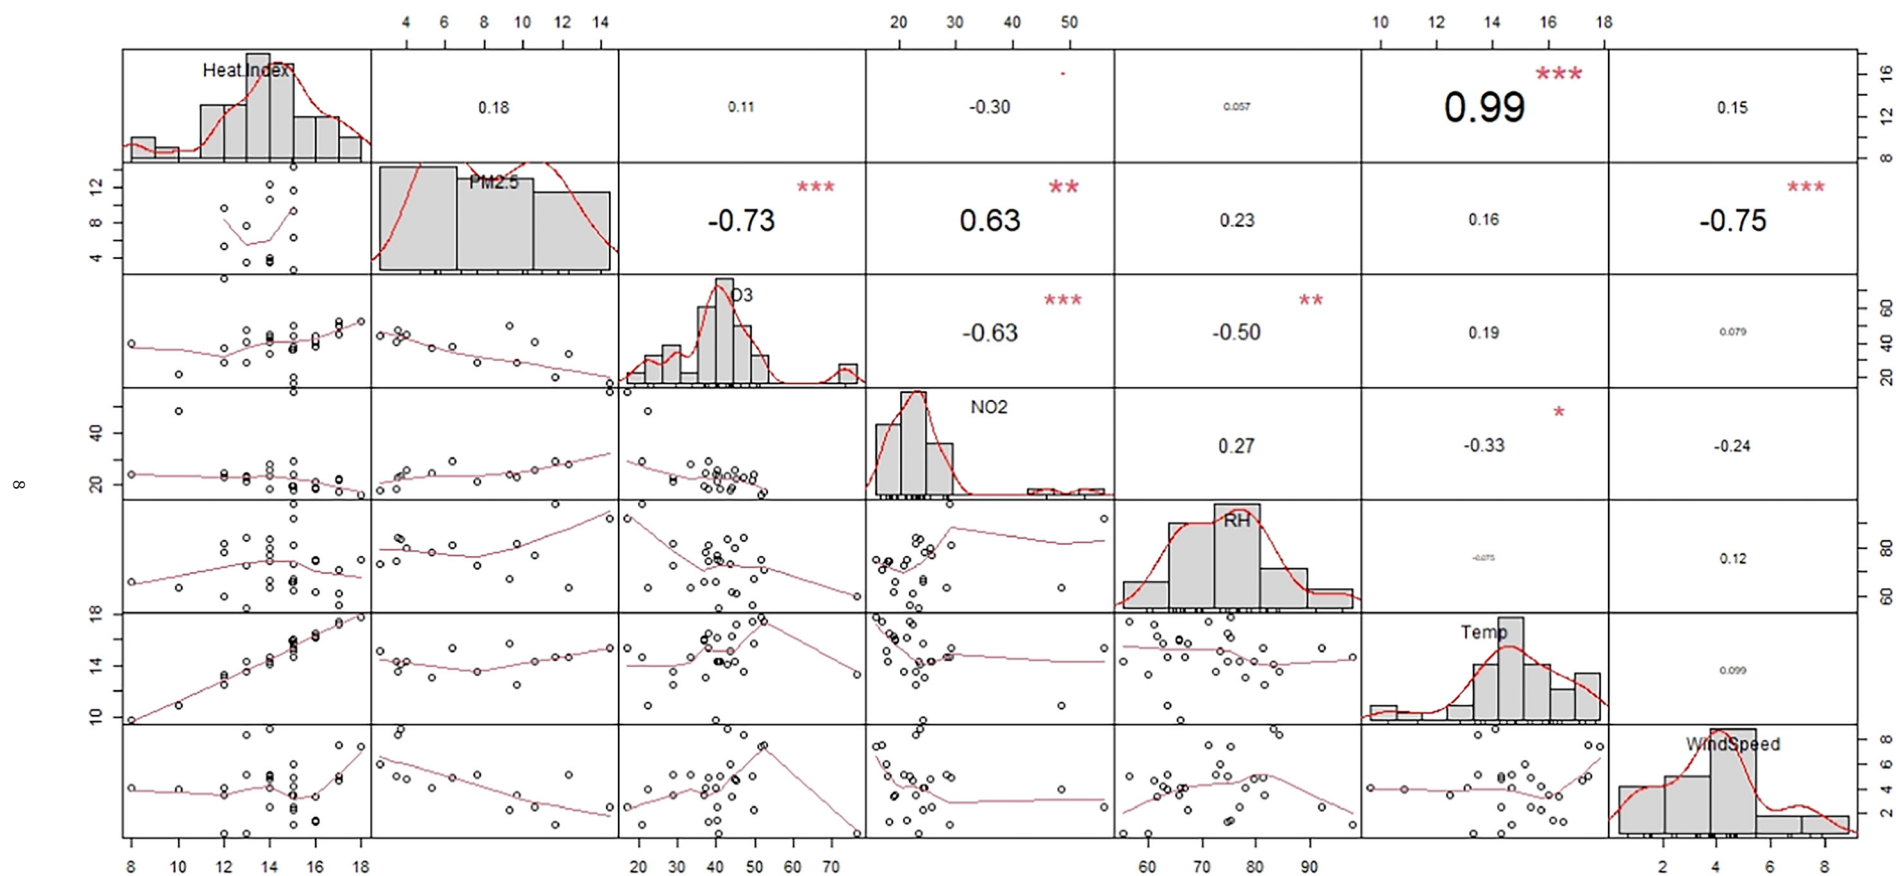 4 6 8 10 12 14 20 30 40 50 10 12 14 16 18
Heat.Index 0.18 0.11 -0.30 . 0.057 0.99 *** 0.15 8 12 16
4 8 12 PM2.5 -0.73 *** 0.63 ** 0.23 0.16 -0.75 ***
O3 -0.63 *** -0.50 ** 0.19 0.079 20 40 60
20 40 NO2 0.27 -0.33 * -0.24
8
RH -0.075 0.12 60 80
10 14 18 Temp 0.099
WindSpeed 2 4 6 8
8 10 12 14 16 18 20 30 40 50 60 70 60 70 80 90 2 4 6 8